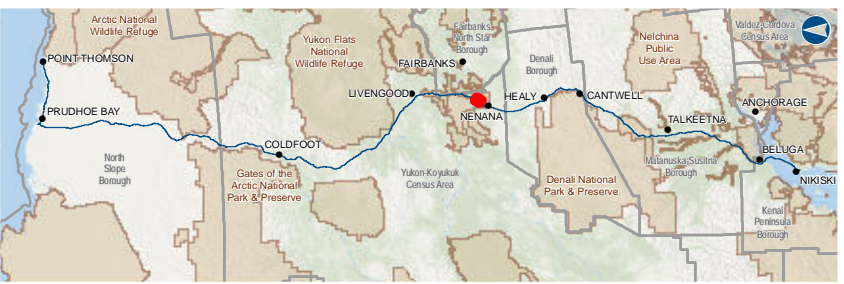 Arctic National
Wildlife Refuge
POINT THOMSON
PRUDHOE BAY
North
Slope
Borough
COLDFOOT
Gates of the
Arctic National
Park & Preserve
Yukon Flats
National
Wildlife Refuge
LIVENGOOD
Fairbanks
North Star
Borough
FAIRBANKS
NENANA
Yukon-Koyukuk
Census Area
Denali
Borough
HEALY
CANTWELL
Denali National
Park & Preserve
Nelchina
Public
Use Area
TALKEETNA
Matanuska-Susitna
Borough
Valdez-Cordova
Census Area
ANCHORAGE
BELUGA
NIKISKI
Kenai
Peninsula
Borough